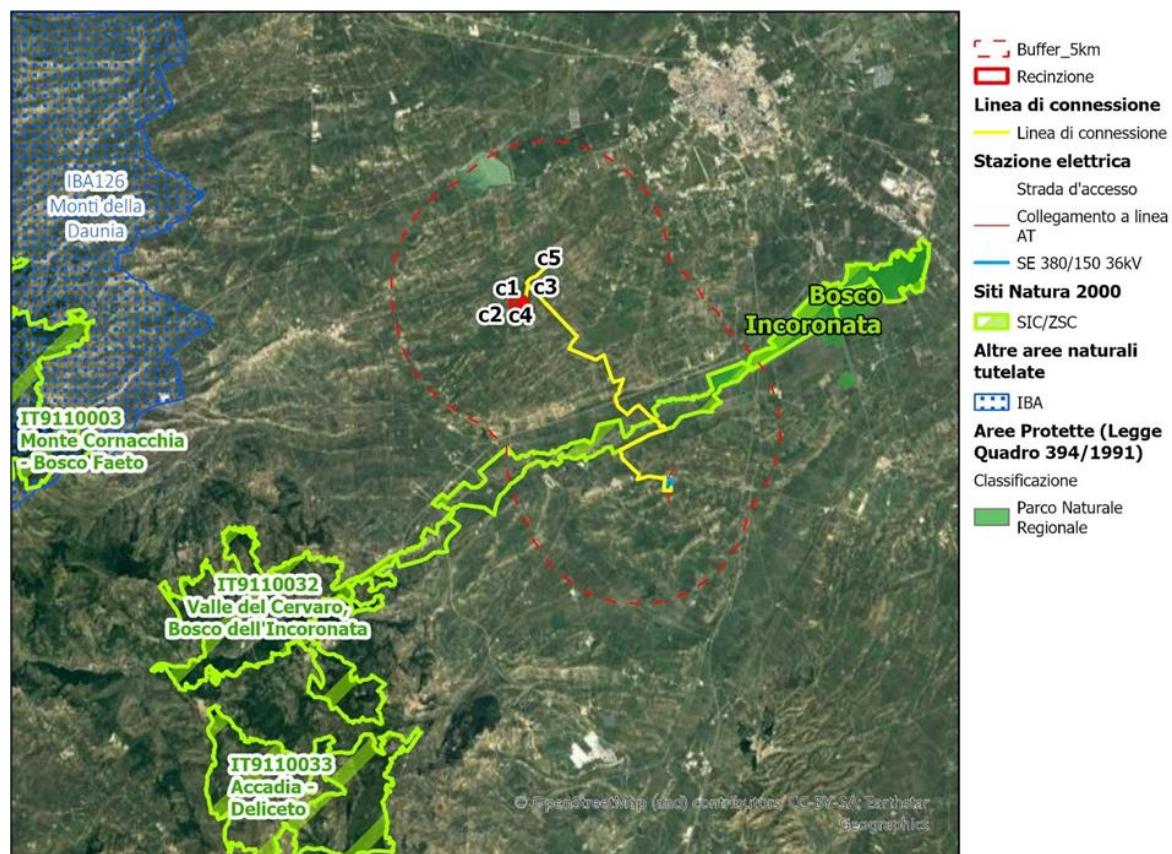 IBA126
Monti della
Daunia
c5
c1
c3
c2
c4
Bosco
Incoronata
IT9110003
Monte Cornacchia
- Bosco Faeto
IT9110032
Valle del Cervaro,
Bosco dell'Incoronata
IT9110033
Accadia -
Deliceto
© OpenStreetMap (and) contributors, CC-BY-SA; Earthstar
Geographics
Buffer_5km
Recinzione
Linea di connessione
Linea di connessione
Stazione elettrica
Strada d'accesso
Collegamento a linea
AT
SE 380/150 36kV
Siti Natura 2000
SIC/ZSC
Altre aree naturali
tutelate
IBA
Aree Protette (Legge
Quadro 394/1991)
Classificazione
Parco Naturale
Regionale